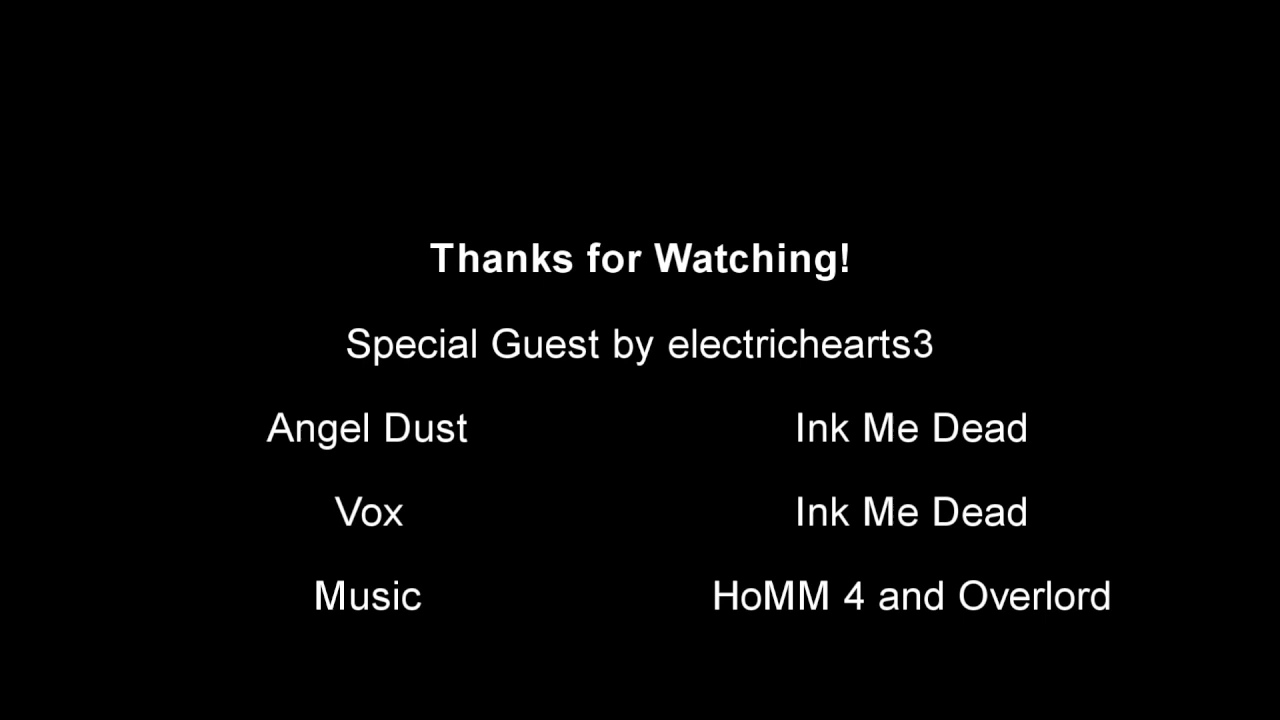 Thanks for Watching!
Special Guest by electrichearts3
Angel Dust Ink Me Dead
Vox Ink Me Dead
Music HoMM 4 and Overlord